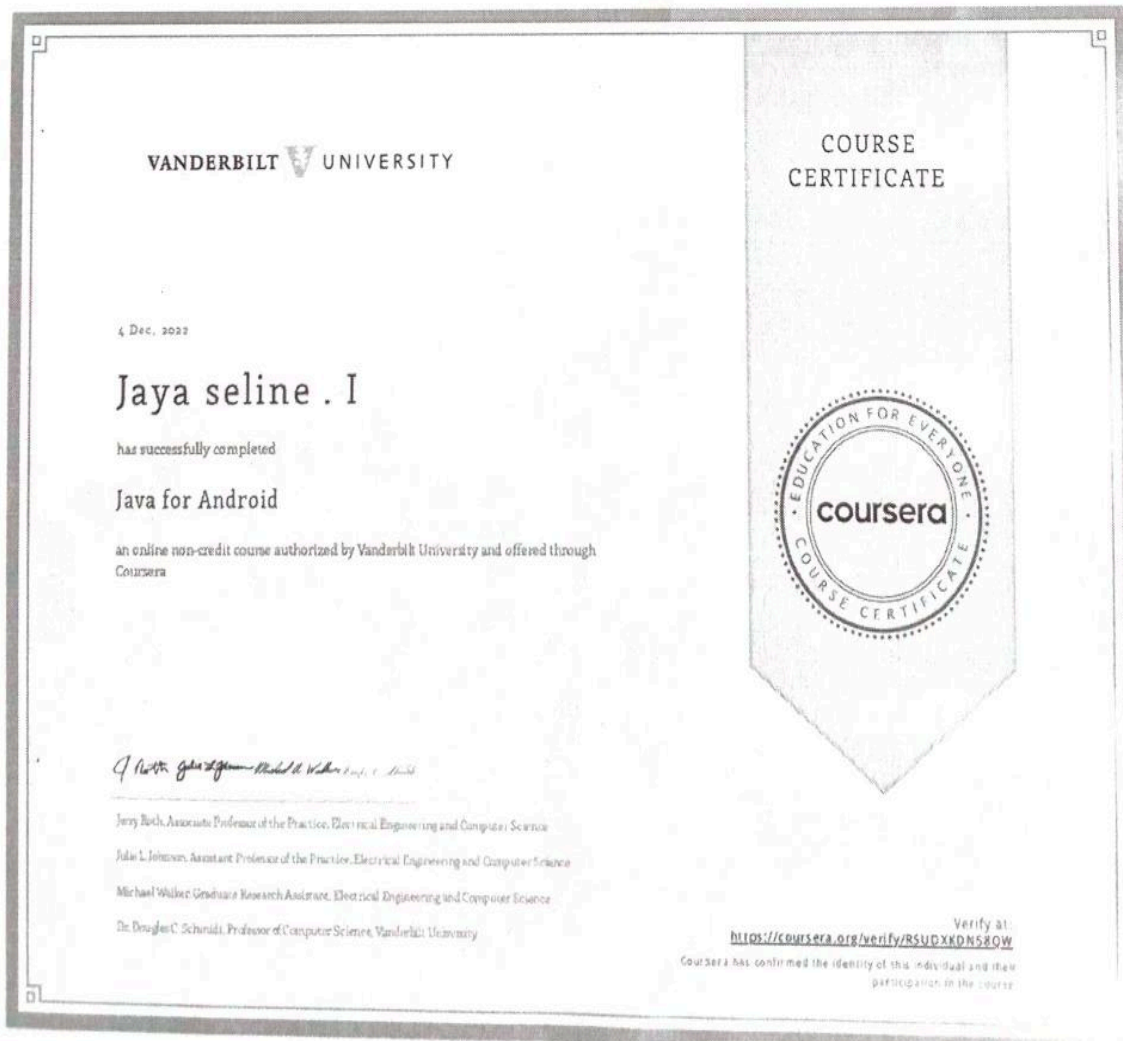 VANDERBILT UNIVERSITY
COURSE
CERTIFICATE
4 Dec, 2022
Jaya seline . I
has successfully completed
Java for Android
an online non-credit course authorized by Vanderbilt University and offered through
Coursera
EDUCATION FOR EVERYONE
coursera
COURSE CERTIFICATE
Jerry Roth, Associate Professor of the Practice, Electrical Engineering and Computer Science
Julie L. Johnson, Assistant Professor of the Practice, Electrical Engineering and Computer Science
Michael Walker, Graduate Research Assistant, Electrical Engineering and Computer Science
Dr. Douglas C. Schmidt, Professor of Computer Science, Vanderbilt University
Verify at:
https://coursera.org/verify/RSUDXKDN58QW
Coursera has confirmed the identity of this individual and their
participation in the course